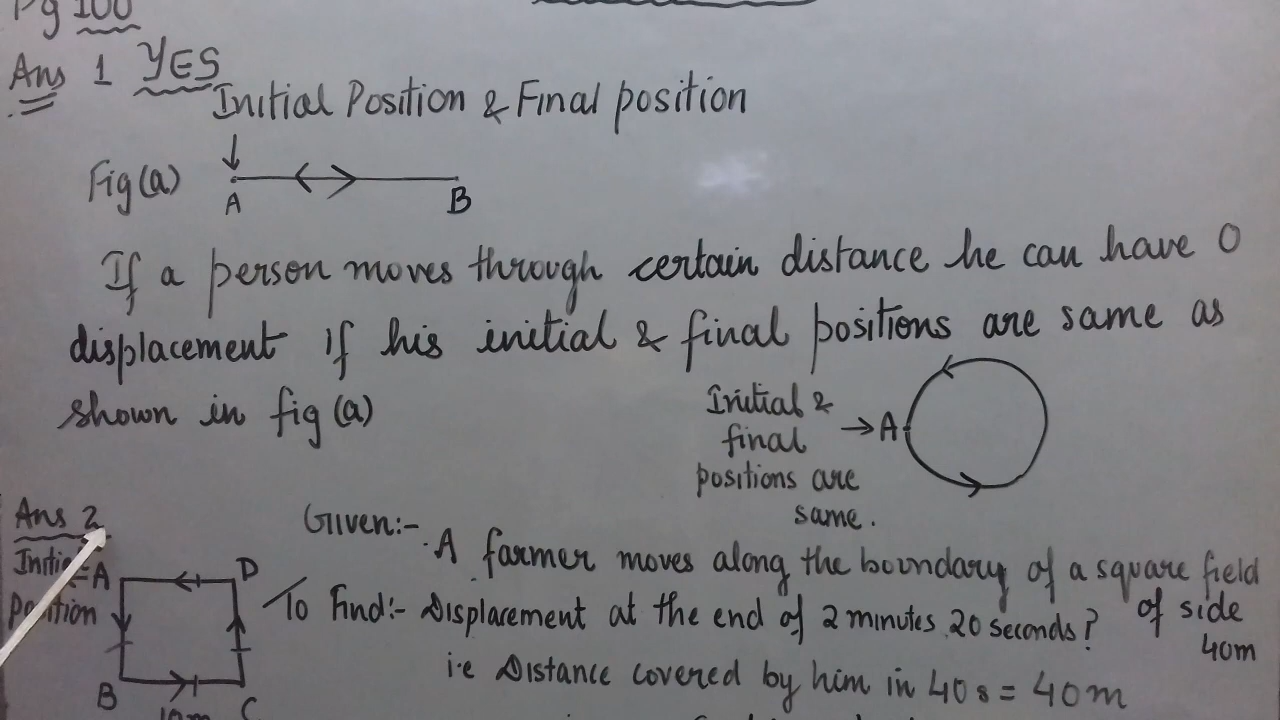 Pg 100
Ans 1 YES
Initial Position & Final position
Fig(a)
A
B
If a person moves through certain distance he can have 0
displacement if his initial & final positions are same as
shown in fig (a)
Initial &
final
positions are
same.
→A
Ans 2
Position
A
D
B
C
Given:- A farmer moves along the boundary of a square field
of side
40m
To Find:- Displacement at the end of 2 minutes 20 seconds?
i.e Distance covered by him in 40 s = 40 m